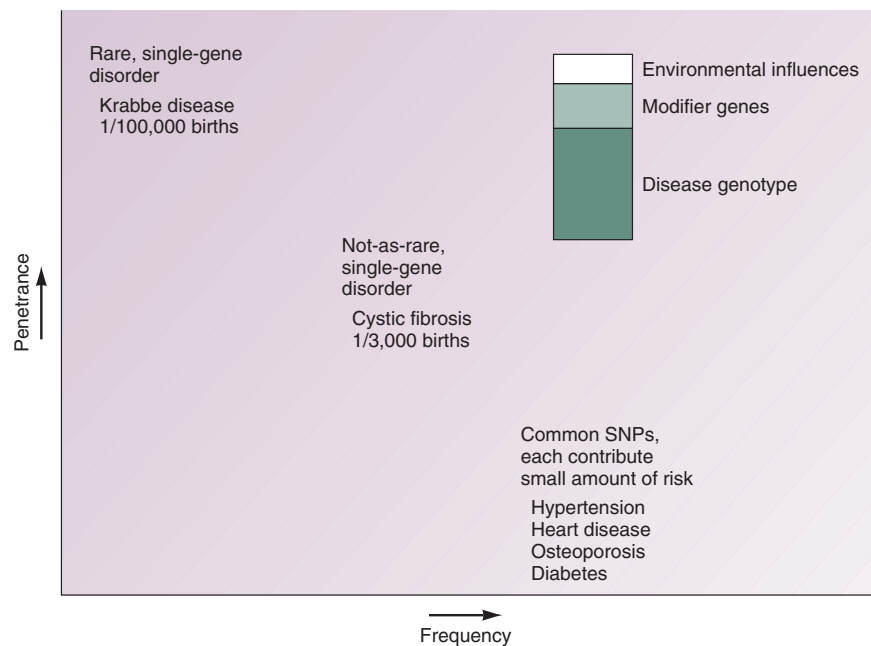 Rare, single-gene
disorder
Krabbe disease
1/100,000 births
Environmental influences
Modifier genes
Disease genotype
Not-as-rare,
single-gene
disorder
Cystic fibrosis
1/3,000 births
Penetrance
Common SNPs,
each contribute
small amount of risk
Hypertension
Heart disease
Osteoporosis
Diabetes
Frequency